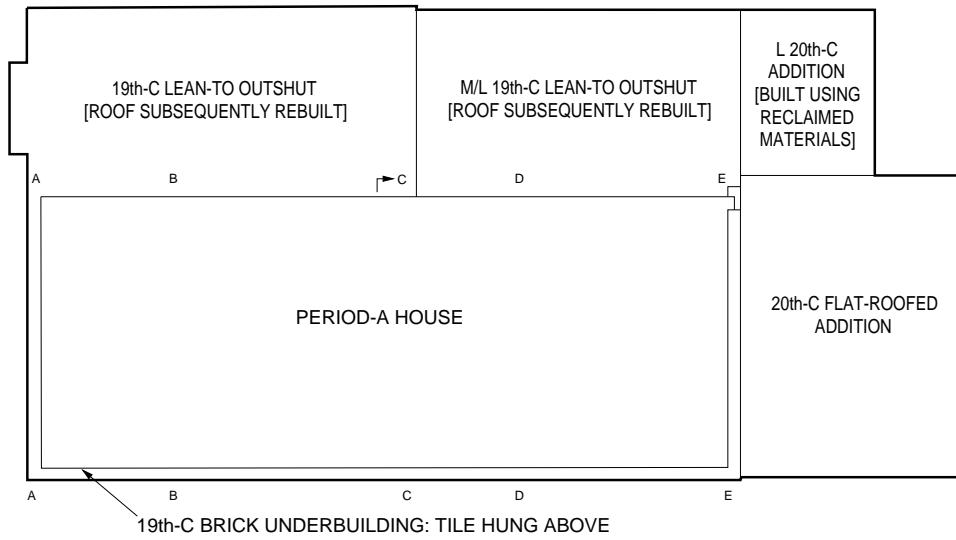 19th-C LEAN-TO OUTSHUT
[ROOF SUBSEQUENTLY REBUILT]
M/L 19th-C LEAN-TO OUTSHUT
[ROOF SUBSEQUENTLY REBUILT]
L 20th-C
ADDITION
[BUILT USING
RECLAIMED
MATERIALS]
A B C D E
PERIOD-A HOUSE
20th-C FLAT-ROOFED
ADDITION
A B C D E
19th-C BRICK UNDERBUILDING: TILE HUNG ABOVE